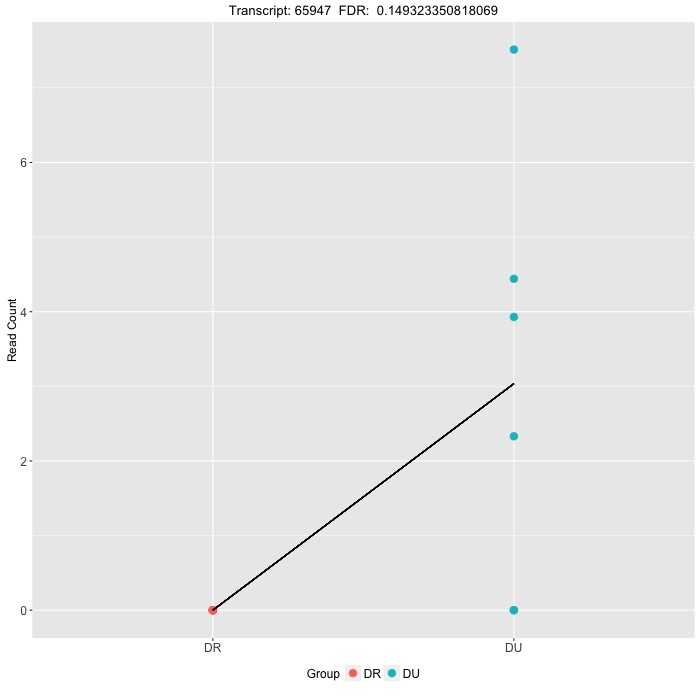 Transcript: 65947  FDR:  0.149323350818069
Read Count
6
4
2
0
DR DU
Group DR DU